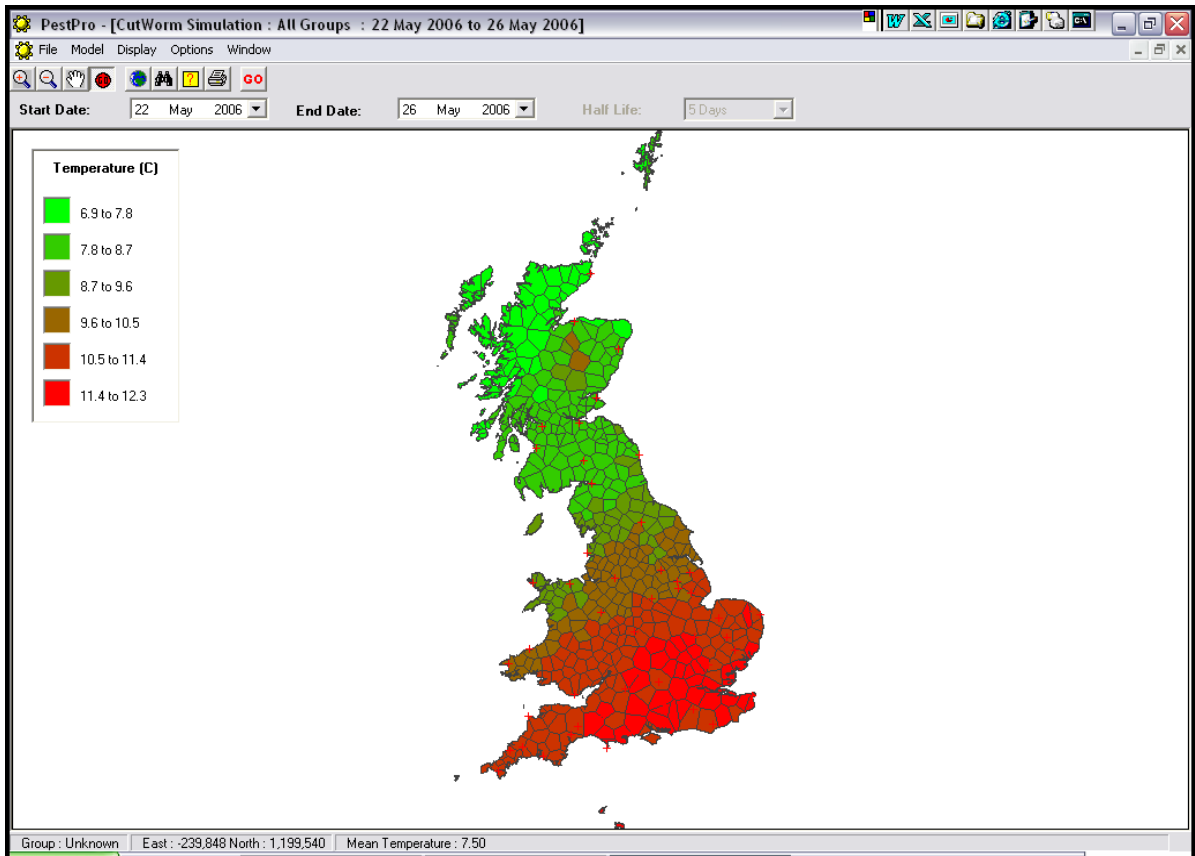 PestPro - [CutWorm Simulation : All Groups : 22 May 2006 to 26 May 2006]
File Model Display Options Window
GO
Start Date: 22 May 2006 End Date: 26 May 2006 Half Life: 5 Days
Temperature (C)
6.9 to 7.8
7.8 to 8.7
8.7 to 9.6
9.6 to 10.5
10.5 to 11.4
11.4 to 12.3
Group : Unknown East : -239,848 North : 1,199,540 Mean Temperature : 7.50